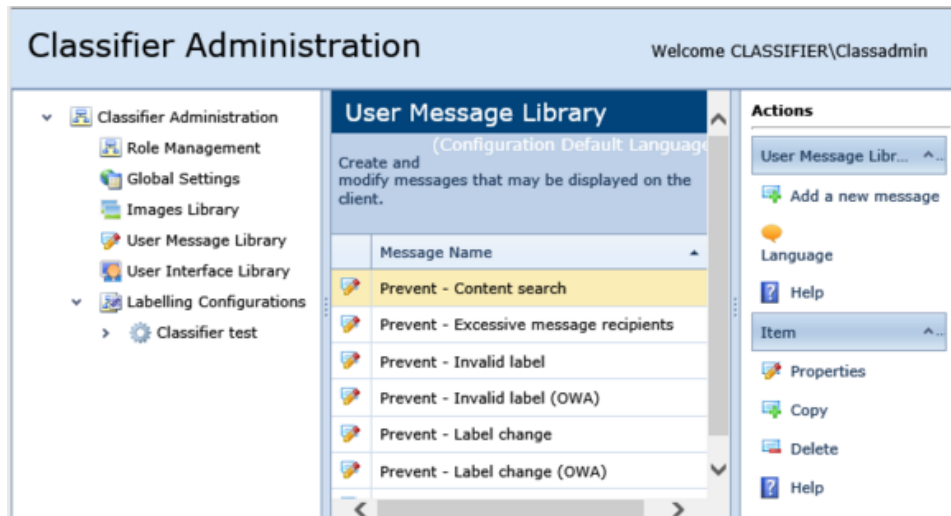 Classifier Administration
Welcome CLASSIFIER\Classadmin
Classifier Administration
Role Management
Global Settings
Images Library
User Message Library
User Interface Library
Labelling Configurations
Classifier test
User Message Library
(Configuration Default Language
Create and
modify messages that may be displayed on the
client.
Message Name
Prevent - Content search
Prevent - Excessive message recipients
Prevent - Invalid label
Prevent - Invalid label (OWA)
Prevent - Label change
Prevent - Label change (OWA)
Actions
User Message Libr...
Add a new message
Language
Help
Item
Properties
Copy
Delete
Help